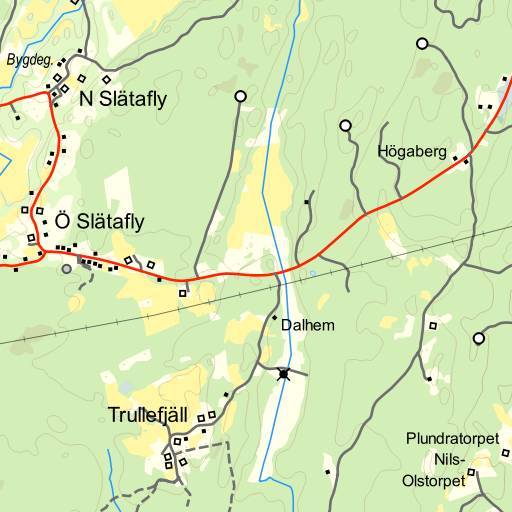 Bygdeg.
N Slätafly
Högaberg
Ö Slätafly
Dalhem
Trullefjäll
Plundratorpet
Nils-
Olstorpet